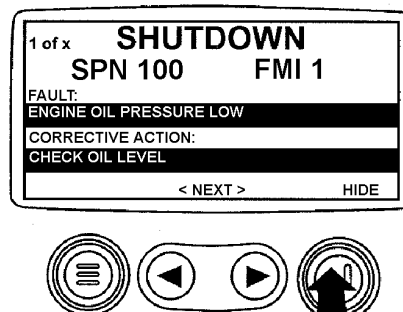 1 of x SHUTDOWN
SPN 100 FMI 1
FAULT:
ENGINE OIL PRESSURE LOW
CORRECTIVE ACTION:
CHECK OIL LEVEL
< NEXT > HIDE